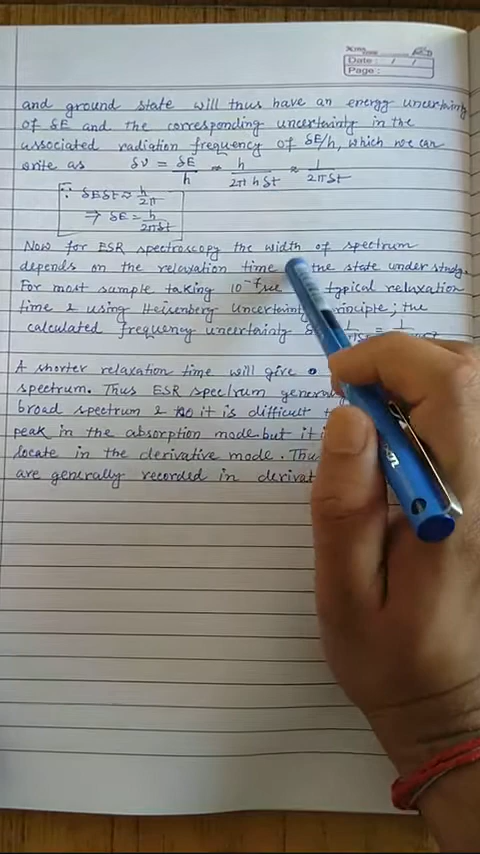 Date: / /
Page:
and ground state will thus have an energy uncertainty
of δE and the corresponding uncertainty in the
associated radiation frequency of δE/h, which we can
write as δν = δE/h ≈ h/2πhδt ≈ 1/2πδt
∵ δEδt ≈ h/2π
⇒ δE = h/2πδt
Now for ESR spectroscopy the width of spectrum
depends on the relaxation time the state under study.
For most sample taking 10⁻⁷sec typical relaxation
time & using Heisenberg Uncertainty principle; the
calculated frequency uncertainty
A shorter relaxation time will give
spectrum. Thus ESR spectrum
broad spectrum & so it is difficult
peak in the absorption mode but it
locate in the derivative mode.
are generally recorded in